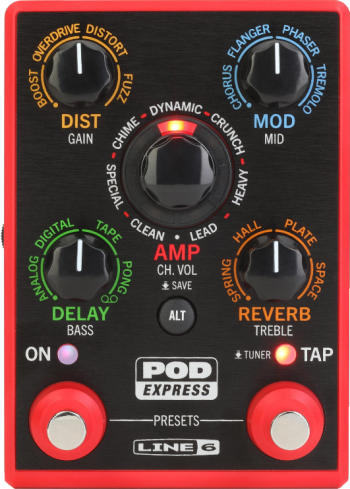 BOOST OVERDRIVE DISTORT FUZZ
CHORUS FLANGER PHASER TREMOLO
DIST
GAIN
MOD
MID
SPECIAL CHIME DYNAMIC CRUNCH HEAVY
CLEAN • LEAD
AMP
CH. VOL
SAVE
ANALOG DIGITAL TAPE PONG
SPRING HALL PLATE SPACE
ALT
DELAY
BASS
REVERB
TREBLE
ON
TUNER TAP
POD
EXPRESS
PRESETS
LINE 6